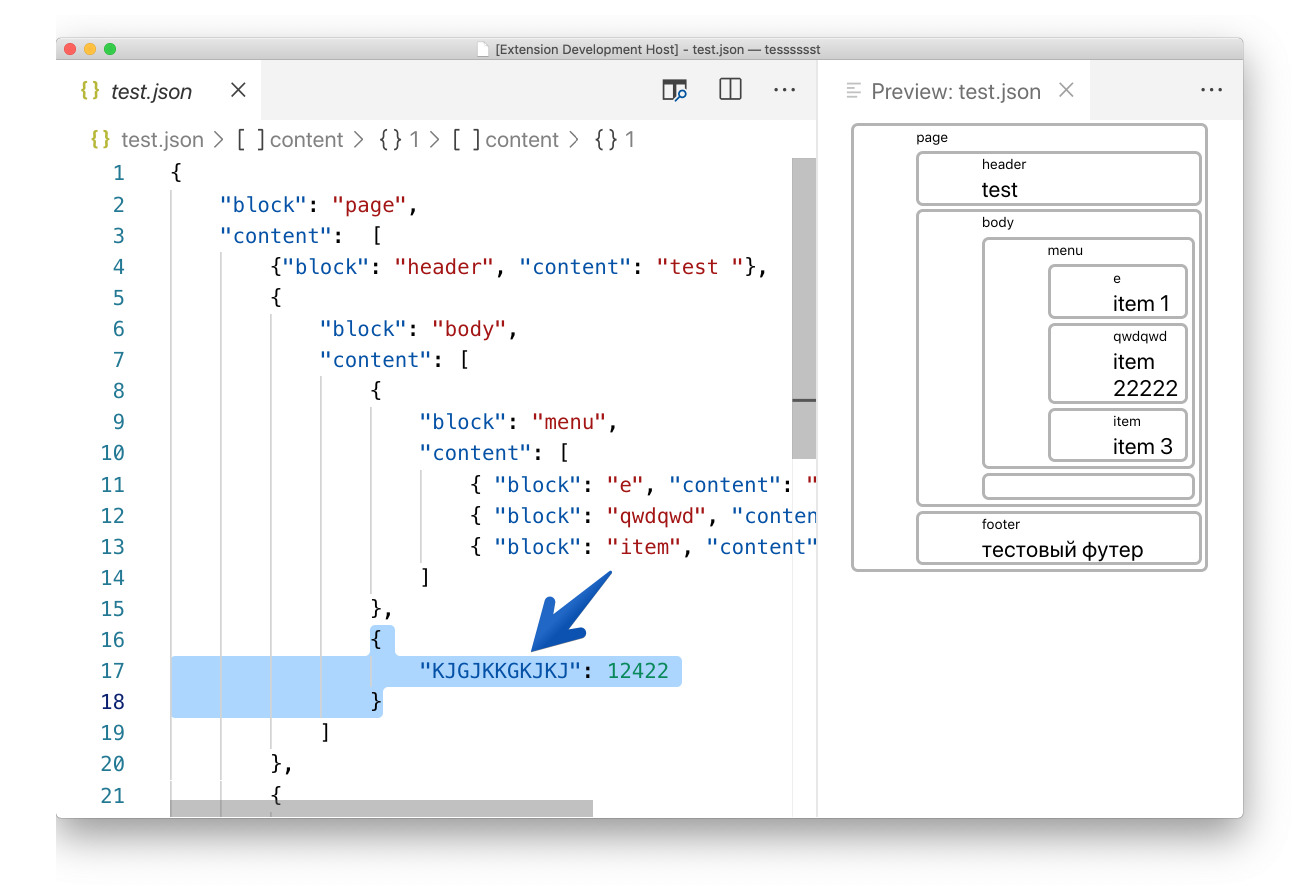 [Extension Development Host] - test.json — tesssssst
{} test.json
Preview: test.json
{} test.json > [ ] content > {} 1 > [ ] content > {} 1
1 {
2 "block": "page",
3 "content":  [
4 {"block": "header", "content": "test "},
5 {
6 "block": "body",
7 "content": [
8 {
9 "block": "menu",
10 "content": [
11 { "block": "e", "content": "
12 { "block": "qwdqwd", "conten
13 { "block": "item", "content"
14 ]
15 },
16 {
17 "KJGJKKGKJKJ": 12422
18 }
19 ]
20 },
21 {
page
header
test
body
menu
e
item 1
qwdqwd
item
22222
item
item 3
footer
тестовый футер